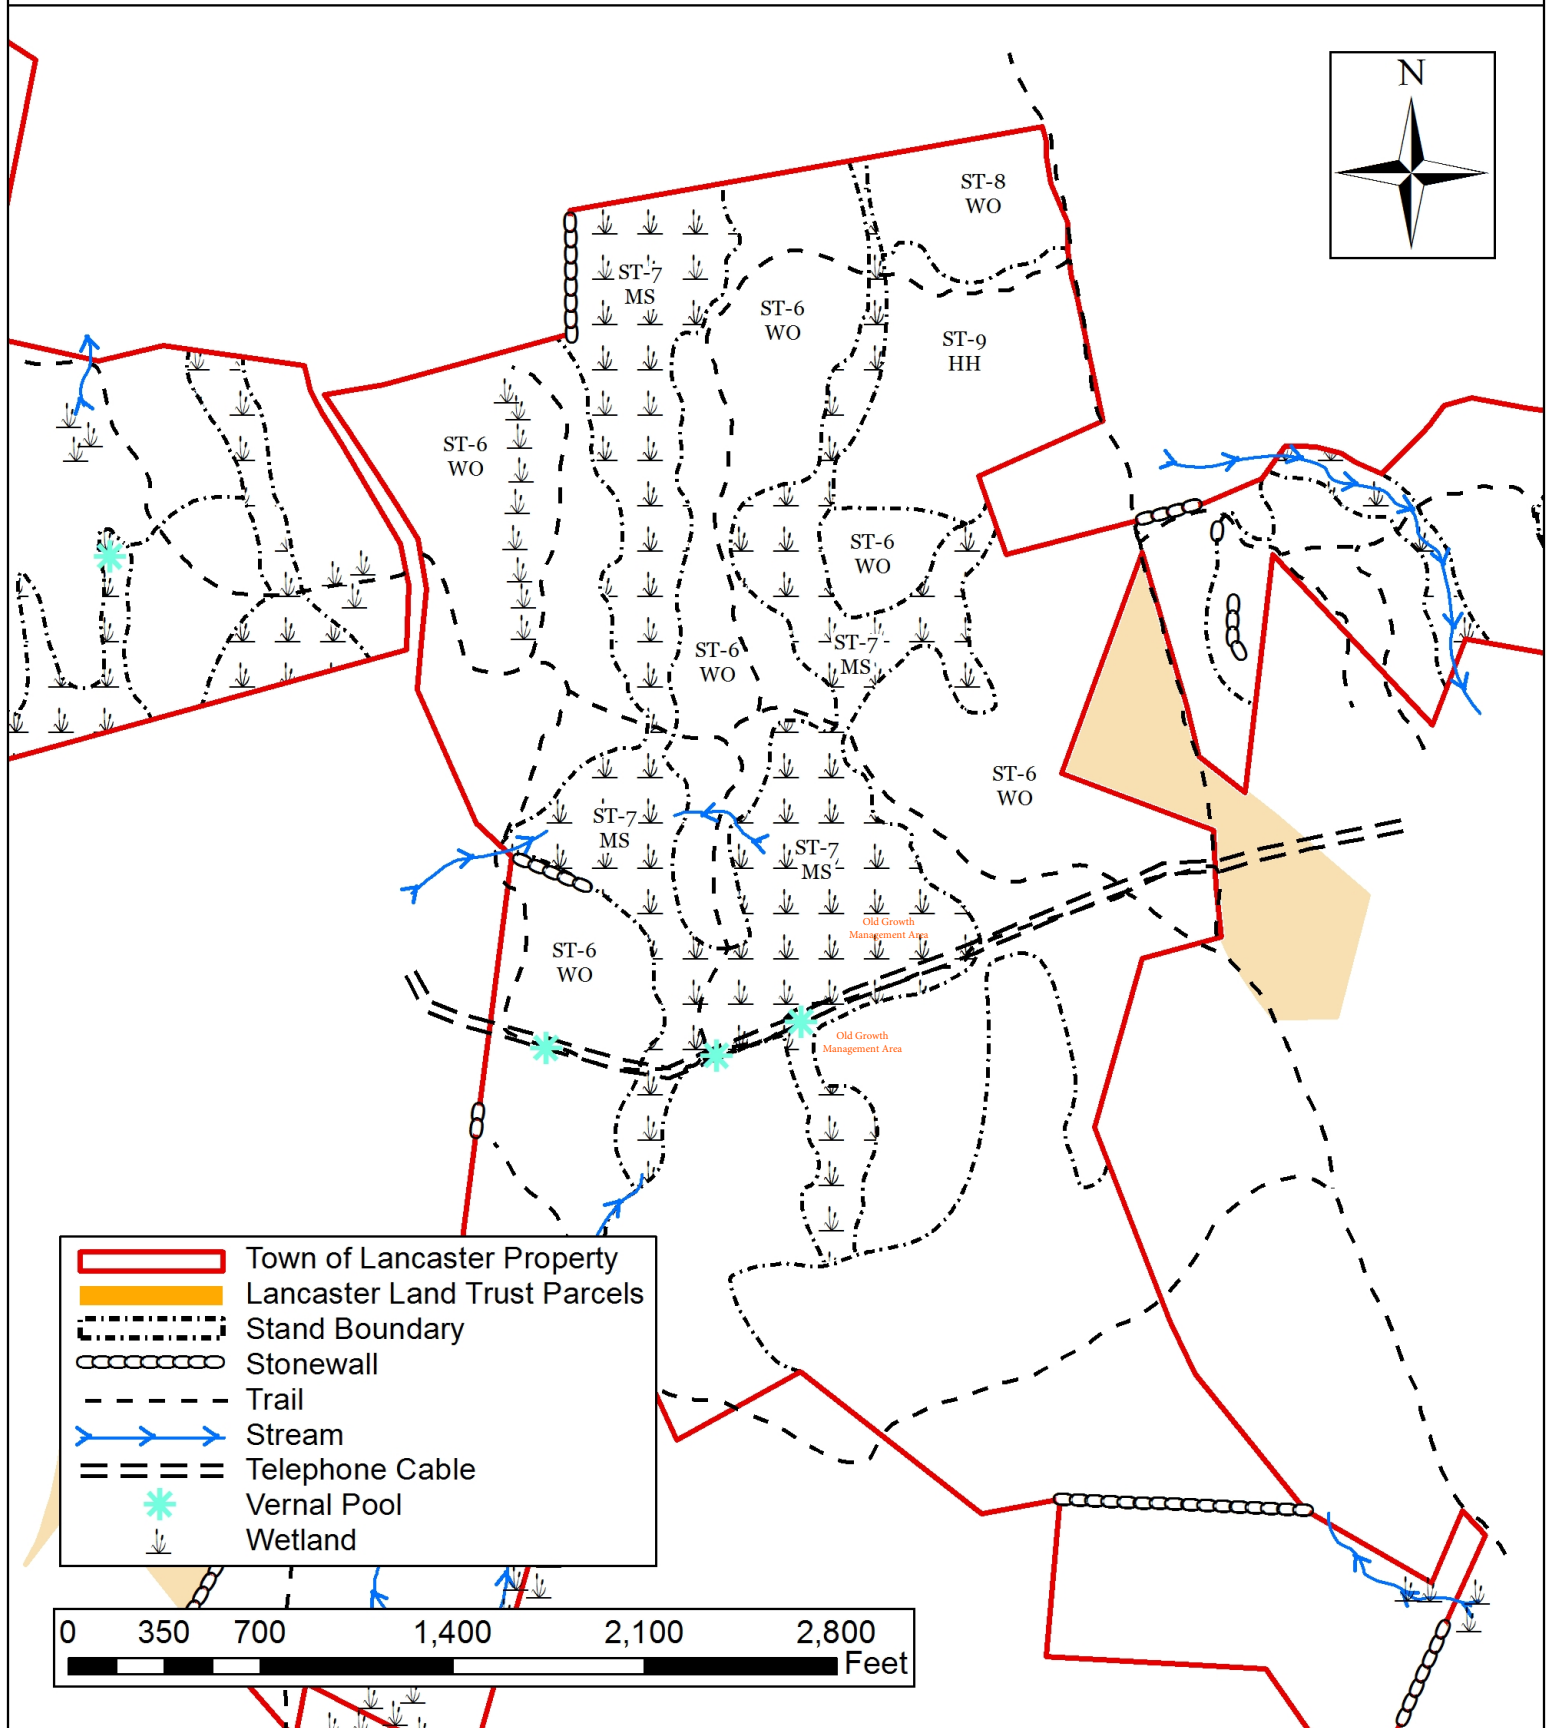 N
ST-8
WO
ST-7
MS
ST-6
WO
ST-9
HH
ST-6
WO
ST-6
WO
ST-6
WO
ST-7
MS
ST-6
WO
ST-7
MS
ST-7
MS
Old Growth
Management Area
ST-6
WO
Old Growth
Management Area
Town of Lancaster Property
Lancaster Land Trust Parcels
Stand Boundary
Stonewall
Trail
Stream
Telephone Cable
Vernal Pool
Wetland
0 350 700 1,400 2,100 2,800
Feet